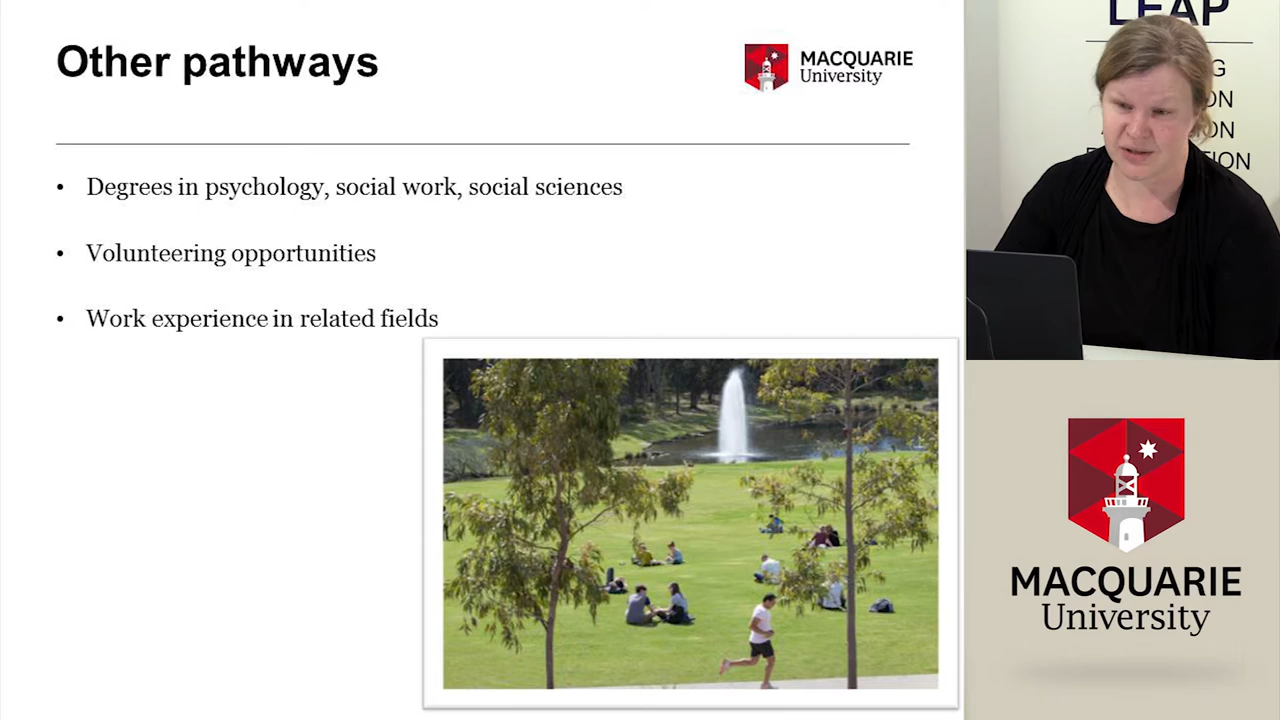 Other pathways
MACQUARIE
University
• Degrees in psychology, social work, social sciences
• Volunteering opportunities
• Work experience in related fields
LEAP
MACQUARIE
University